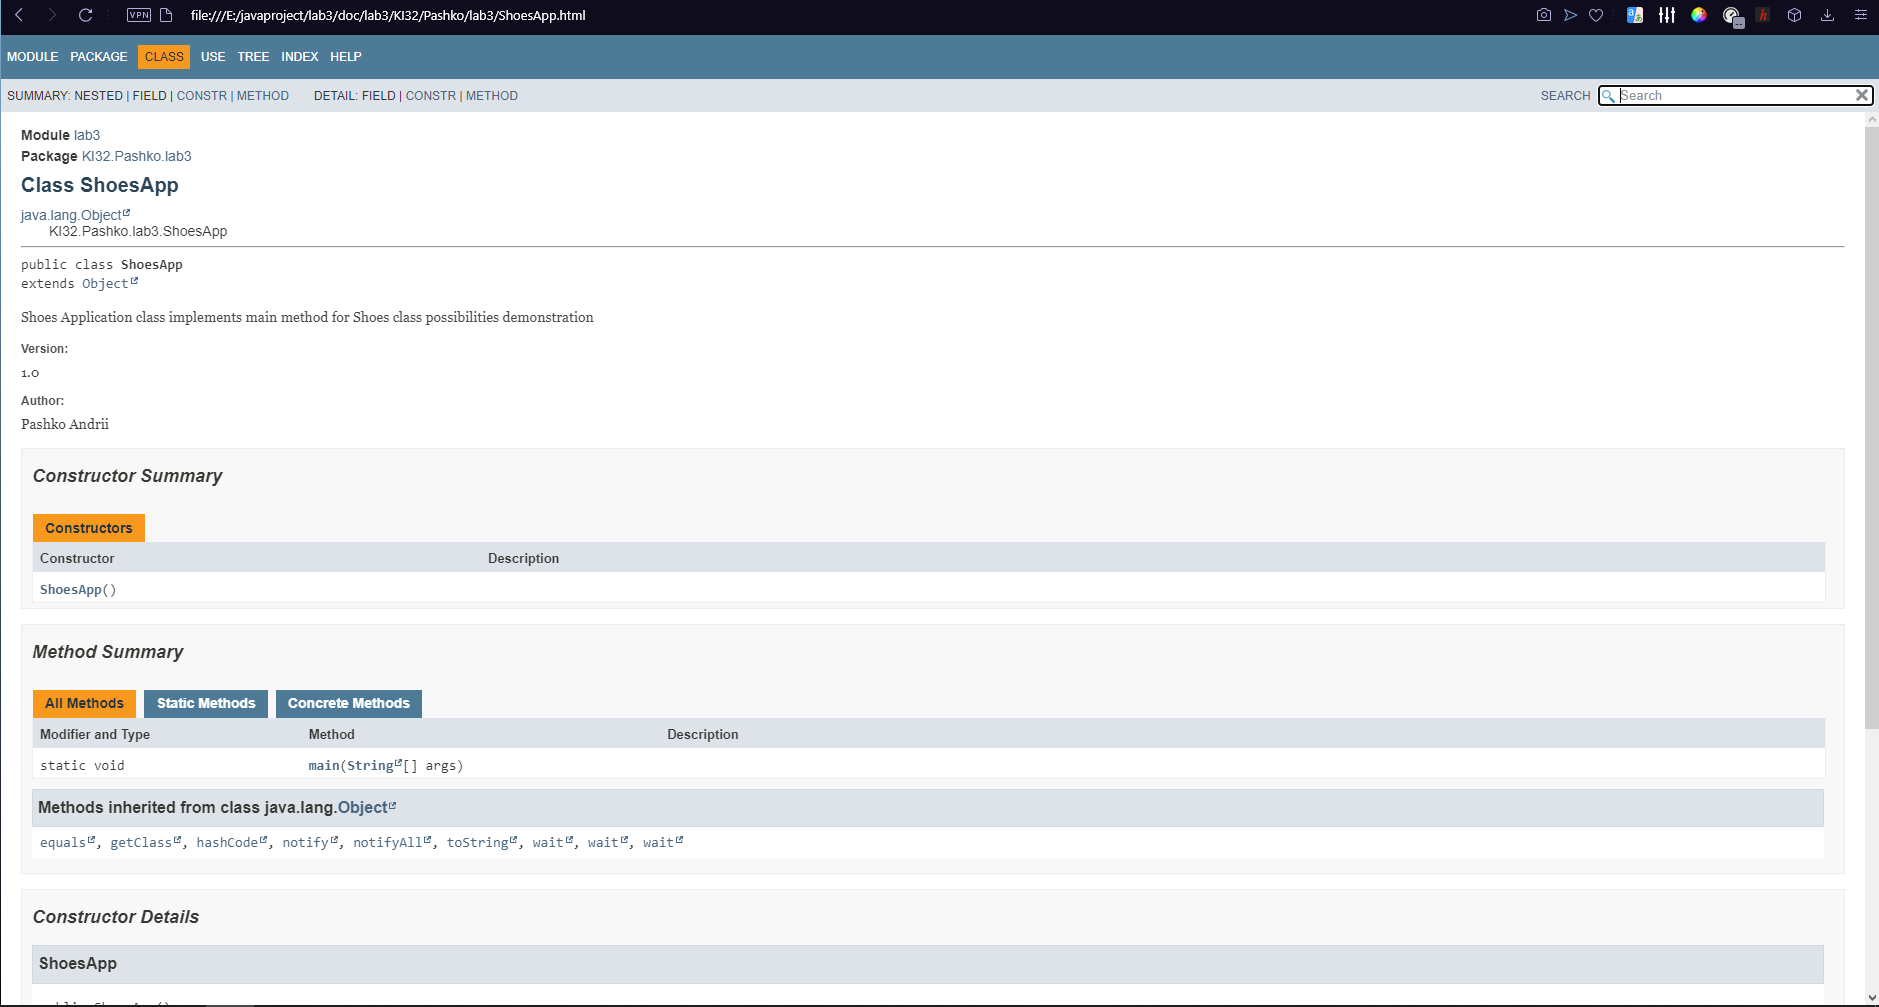 VPN file:///E:/javaproject/lab3/doc/lab3/KI32/Pashko/lab3/ShoesApp.html
MODULE PACKAGE CLASS USE TREE INDEX HELP
SUMMARY: NESTED | FIELD | CONSTR | METHOD DETAIL: FIELD | CONSTR | METHOD SEARCH Search
Module lab3
Package KI32.Pashko.lab3
Class ShoesApp
java.lang.Object
KI32.Pashko.lab3.ShoesApp
public class ShoesApp
extends Object
Shoes Application class implements main method for Shoes class possibilities demonstration
Version:
1.0
Author:
Pashko Andrii
Constructor Summary
Constructors
Constructor Description
ShoesApp()
Method Summary
All Methods Static Methods Concrete Methods
Modifier and Type Method Description
static void main(String[] args)
Methods inherited from class java.lang.Object
equals, getClass, hashCode, notify, notifyAll, toString, wait, wait, wait
Constructor Details
ShoesApp